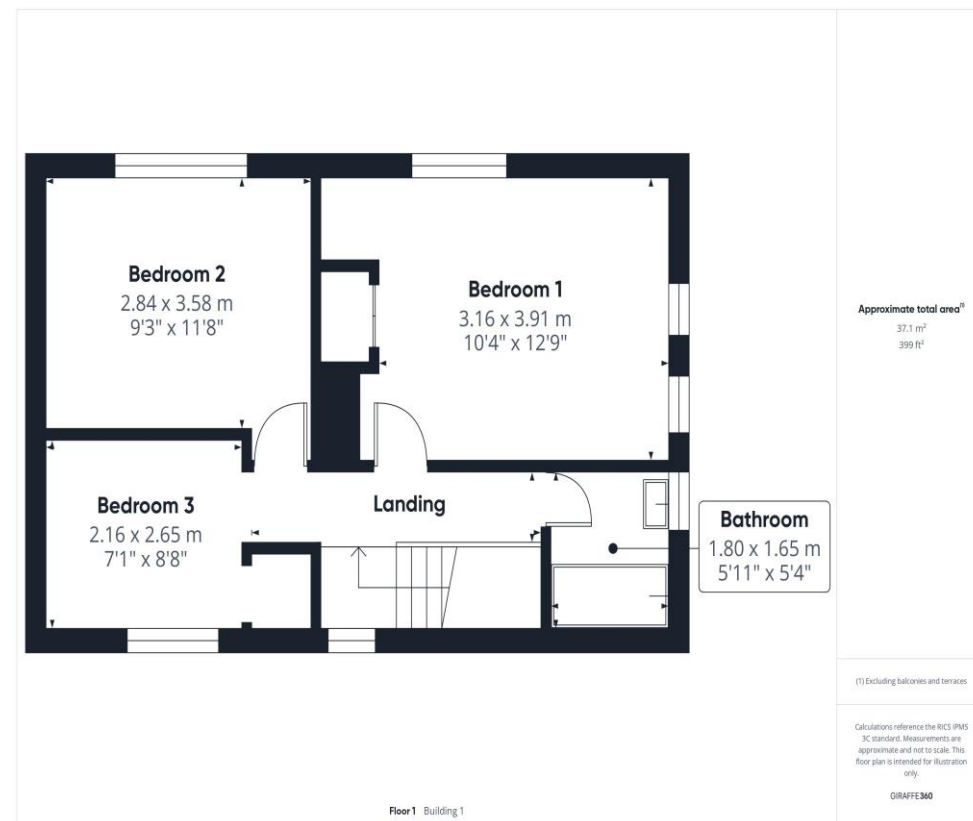 Bedroom 2
2.84 x 3.58 m
9'3" x 11'8"
Bedroom 1
3.16 x 3.91 m
10'4" x 12'9"
Bedroom 3
2.16 x 2.65 m
7'1" x 8'8"
Landing
Bathroom
1.80 x 1.65 m
5'11" x 5'4"
Floor 1 Building 1
Approximate total area⁽¹⁾
37.1 m²
399 ft²
(1) Excluding balconies and terraces
Calculations reference the RICS IPMS
3C standard. Measurements are
approximate and not to scale. This
floor plan is intended for illustration
only.
GIRAFFE360